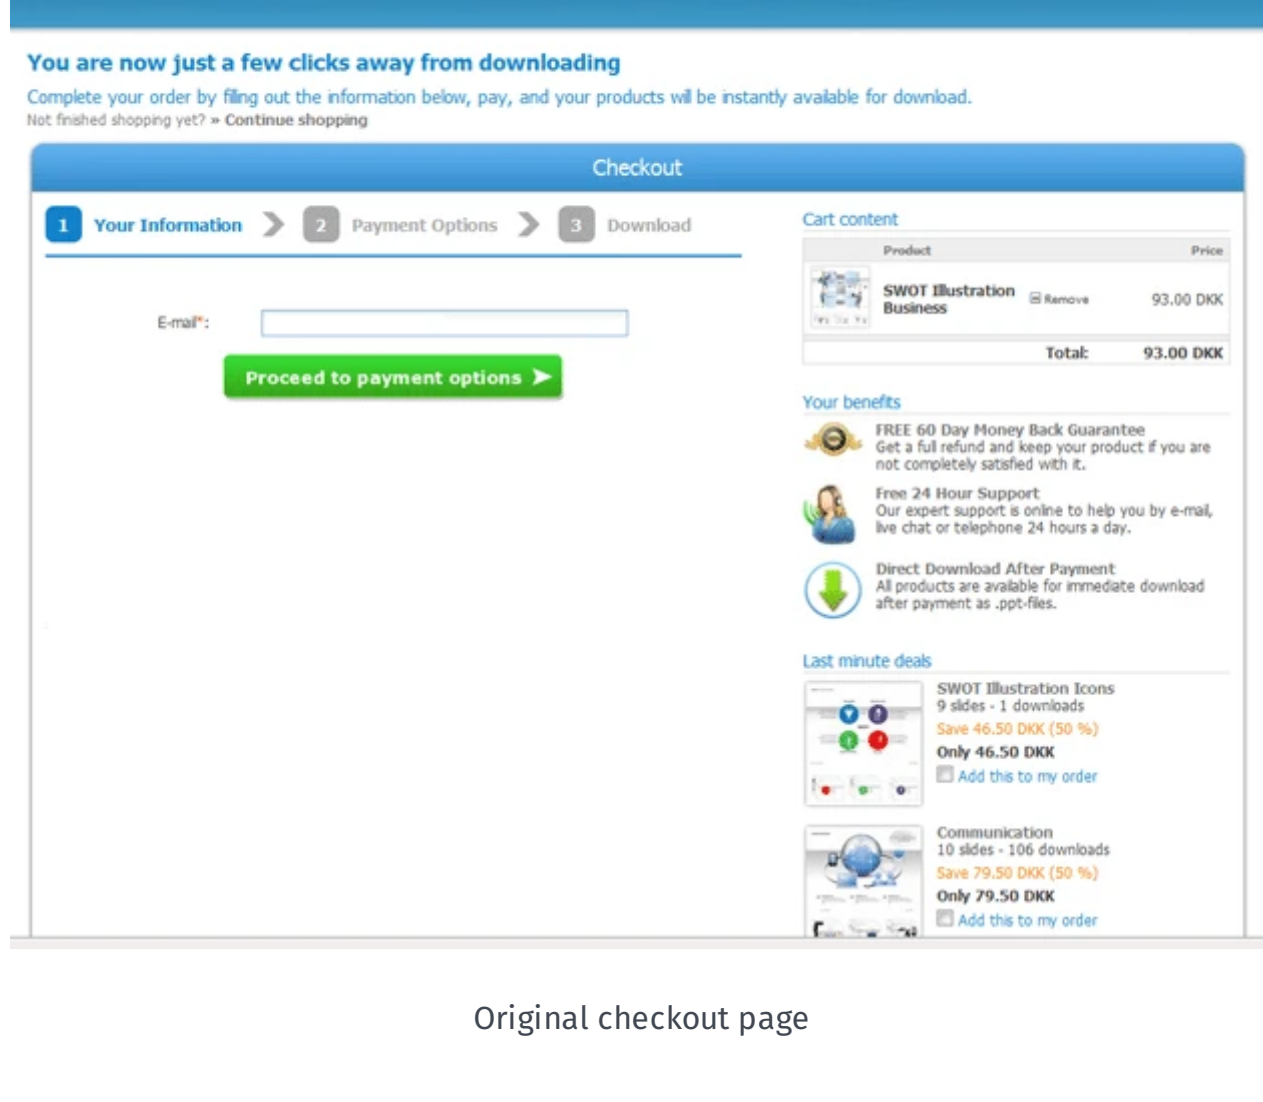 You are now just a few clicks away from downloading
Complete your order by filing out the information below, pay, and your products will be instantly available for download.
Not finished shopping yet? » Continue shopping
Checkout
1 Your Information 2 Payment Options 3 Download
E-mail*:
Proceed to payment options
Cart content
Product Price
SWOT Illustration
Business
Remove 93.00 DKK
Total: 93.00 DKK
Your benefits
FREE 60 Day Money Back Guarantee
Get a full refund and keep your product if you are
not completely satisfied with it.
Free 24 Hour Support
Our expert support is online to help you by e-mail,
live chat or telephone 24 hours a day.
Direct Download After Payment
All products are available for immediate download
after payment as .ppt-files.
Last minute deals
SWOT Illustration Icons
9 slides - 1 downloads
Save 46.50 DKK (50 %)
Only 46.50 DKK
Add this to my order
Communication
10 slides - 106 downloads
Save 79.50 DKK (50 %)
Only 79.50 DKK
Add this to my order
Original checkout page